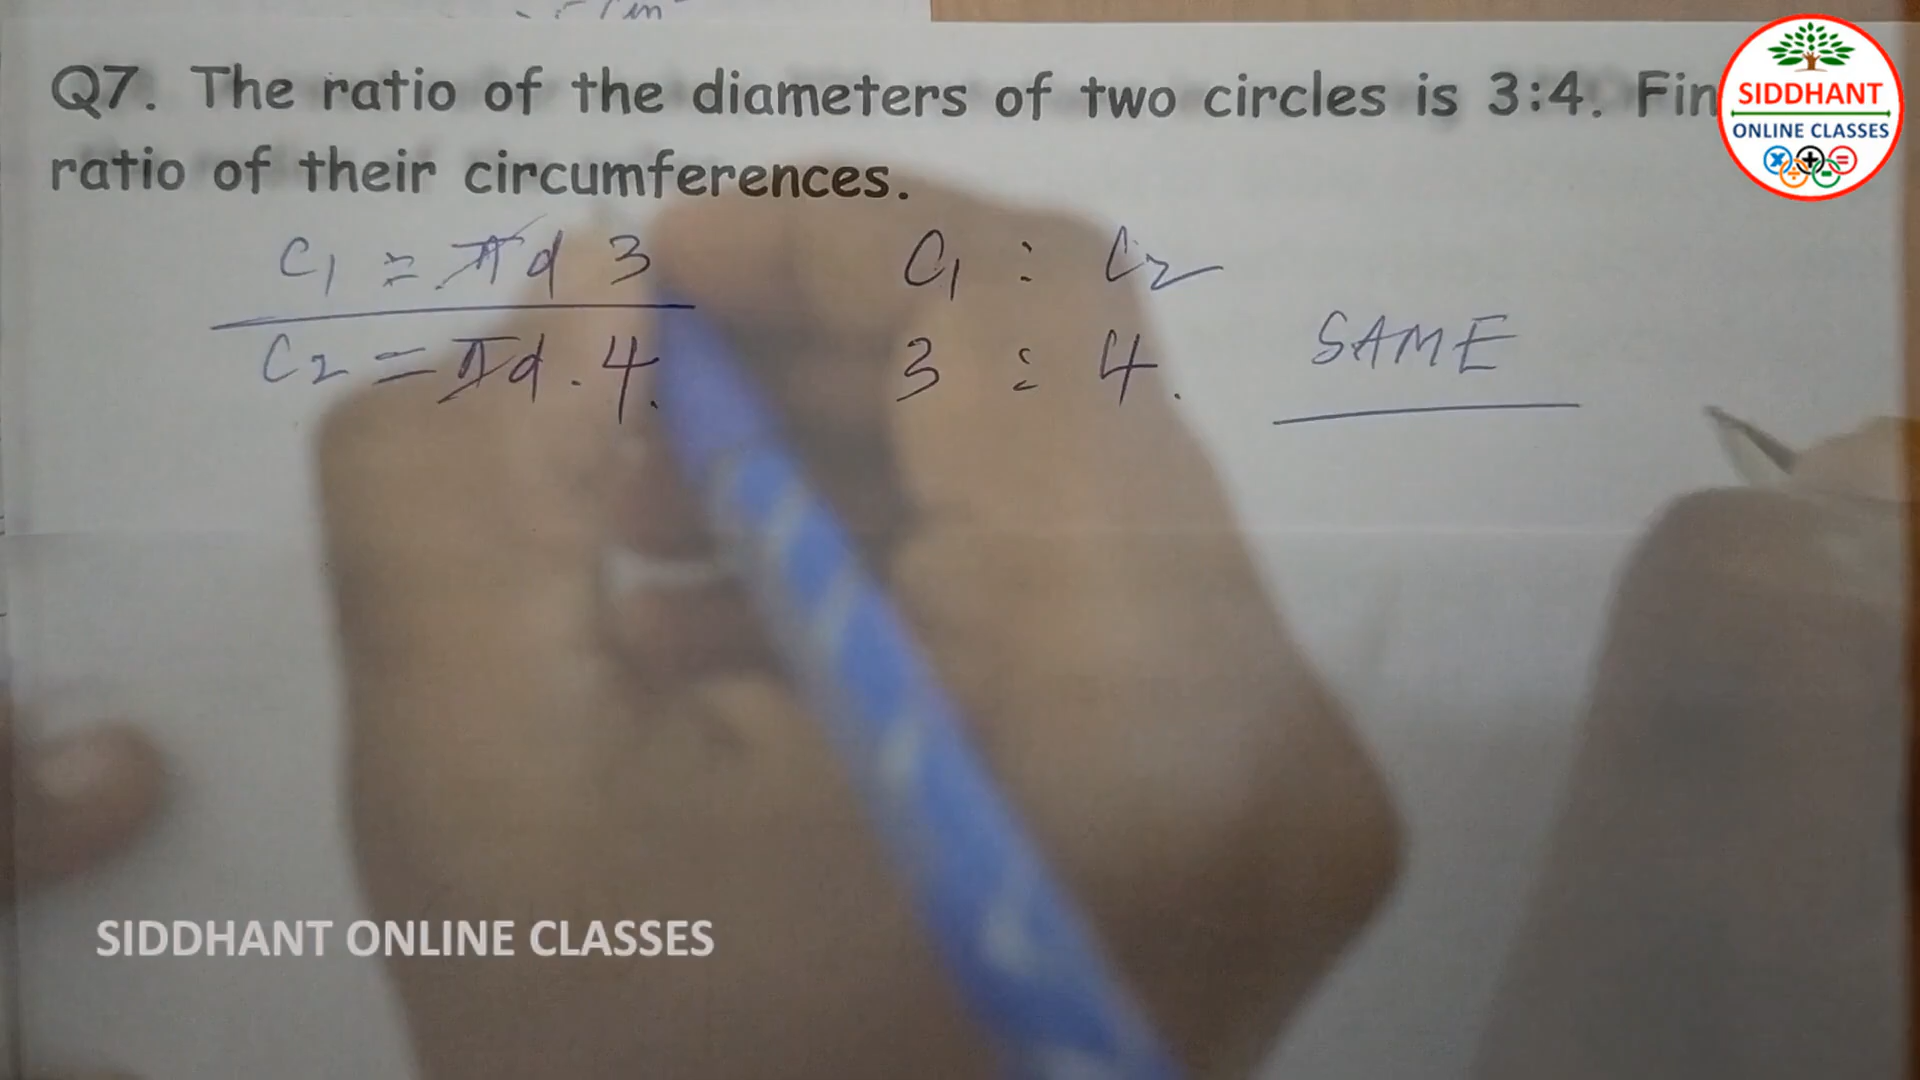 Q7. The ratio of the diameters of two circles is 3:4. Fin
ratio of their circumferences.
SIDDHANT
ONLINE CLASSES
C1 = πd 3
C2 = πd . 4.
C1 : C2
3 : 4.
SAME
SIDDHANT ONLINE CLASSES